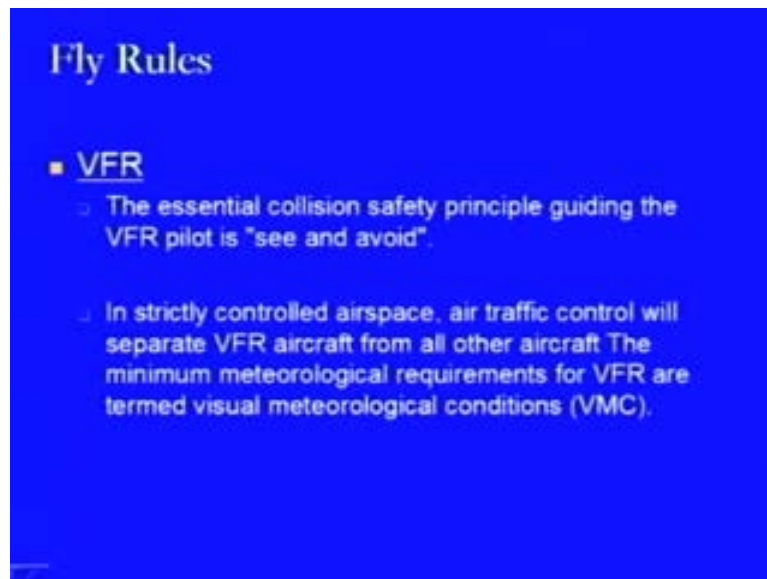 Fly Rules
VFR
The essential collision safety principle guiding the
VFR pilot is "see and avoid".
In strictly controlled airspace, air traffic control will
separate VFR aircraft from all other aircraft The
minimum meteorological requirements for VFR are
termed visual meteorological conditions (VMC).